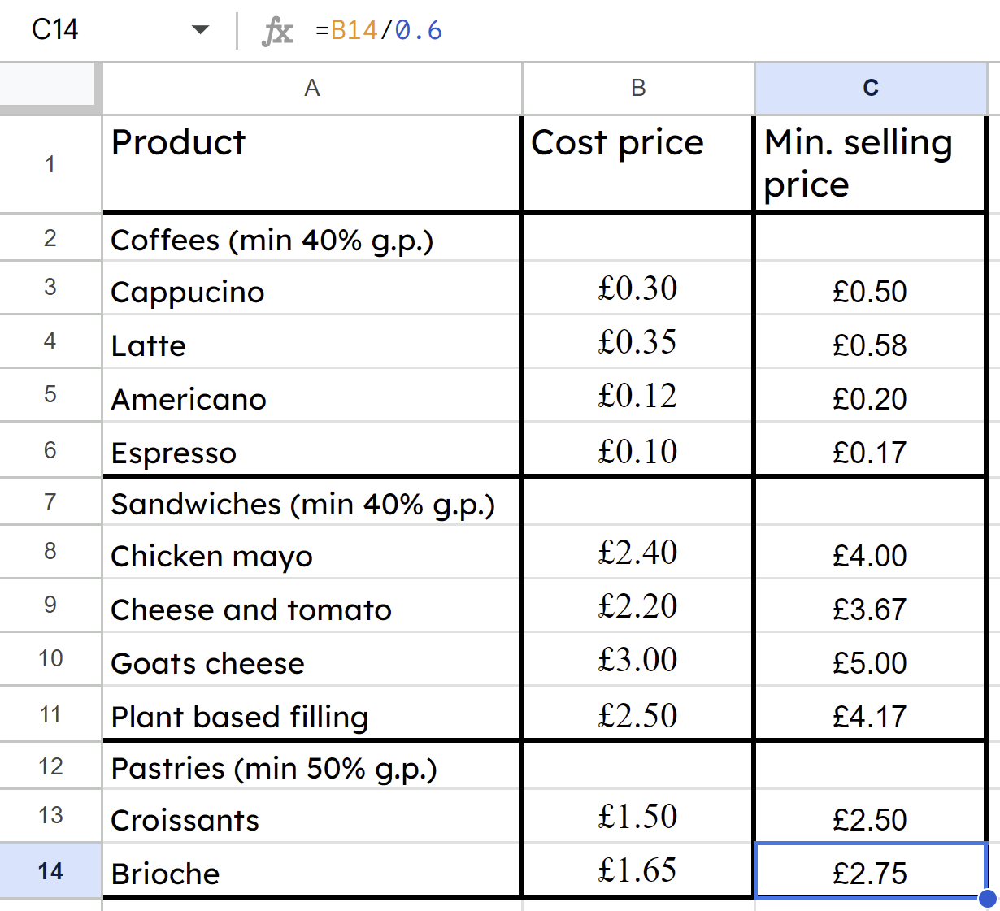 C14 fx =B14/0.6
A B C
1 Product Cost price Min. selling
price
2 Coffees (min 40% g.p.)
3 Cappucino £0.30 £0.50
4 Latte £0.35 £0.58
5 Americano £0.12 £0.20
6 Espresso £0.10 £0.17
7 Sandwiches (min 40% g.p.)
8 Chicken mayo £2.40 £4.00
9 Cheese and tomato £2.20 £3.67
10 Goats cheese £3.00 £5.00
11 Plant based filling £2.50 £4.17
12 Pastries (min 50% g.p.)
13 Croissants £1.50 £2.50
14 Brioche £1.65 £2.75